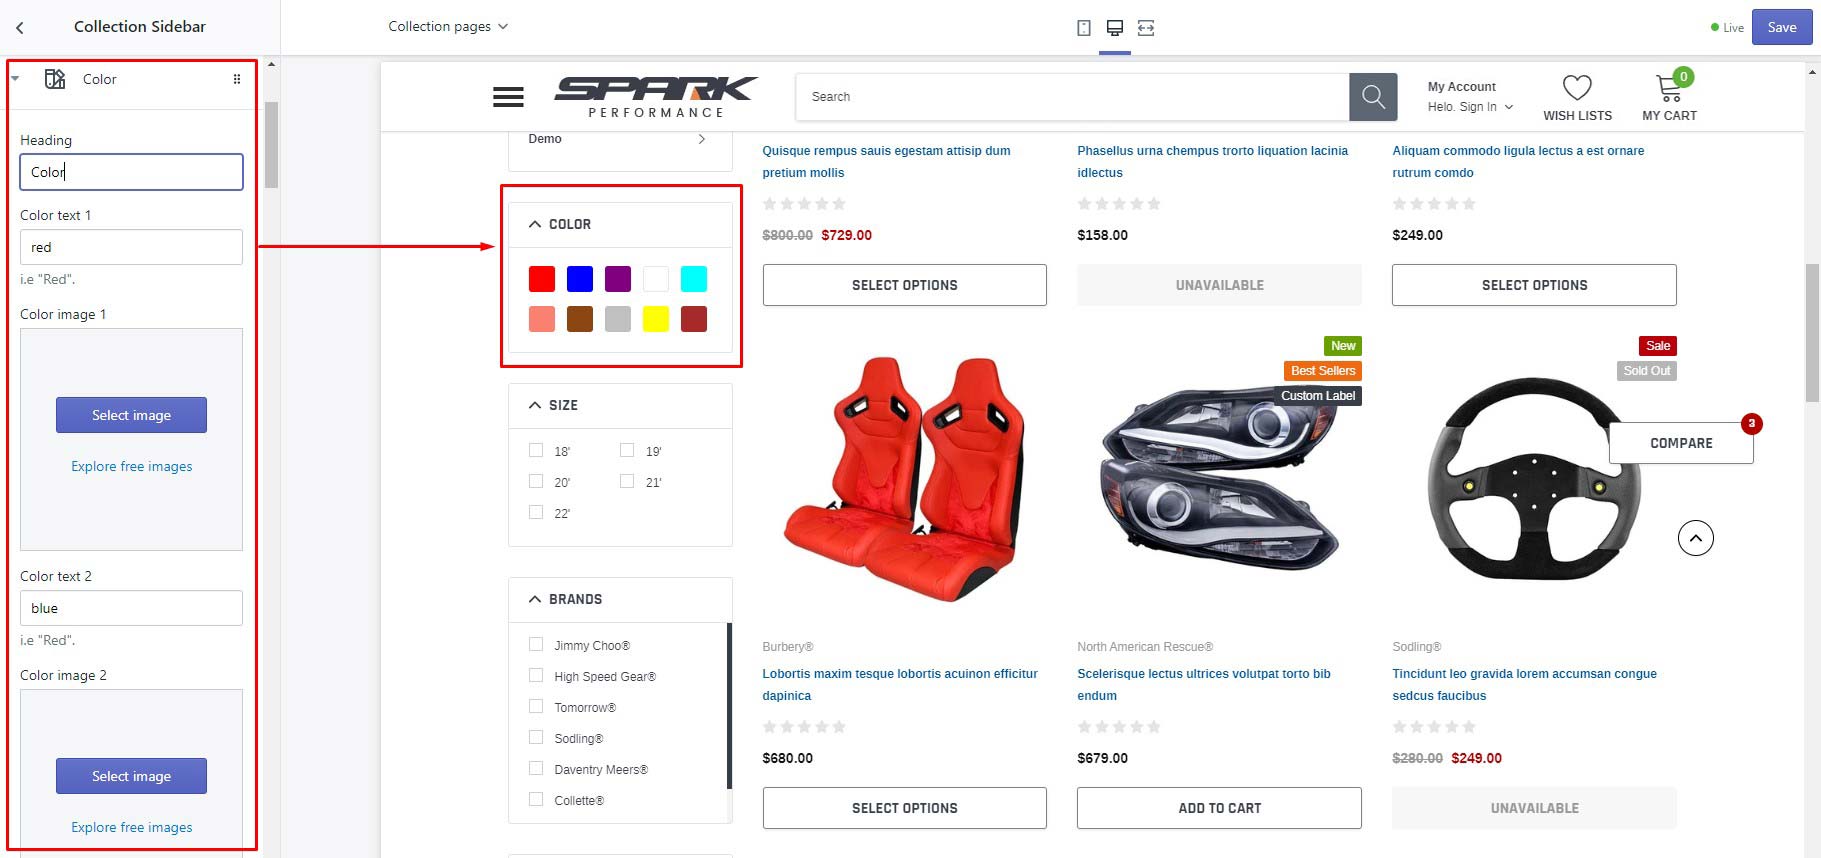 Collection Sidebar
Collection pages
Live
Save
Color
Heading
Color
Color text 1
red
i.e "Red".
Color image 1
Select image
Explore free images
Color text 2
blue
i.e "Red".
Color image 2
Select image
Explore free images
SPARK
PERFORMANCE
Search
My Account
Helo. Sign In
WISH LISTS
0
MY CART
Demo
COLOR
SIZE
18'
19'
20'
21'
22'
BRANDS
Jimmy Choo®
High Speed Gear®
Tomorrow®
Sodling®
Daventry Meers®
Collette®
Quisque rempus sauis egestam attisip dum
pretium mollis
$800.00 $729.00
SELECT OPTIONS
Phasellus urna chempus trorto liquation lacinia
idlectus
$158.00
UNAVAILABLE
Aliquam commodo ligula lectus a est ornare
rutrum comdo
$249.00
SELECT OPTIONS
Burbery®
Lobortis maxim tesque lobortis acuinon efficitur
dapinica
$680.00
SELECT OPTIONS
New
Best Sellers
Custom Label
North American Rescue®
Scelerisque lectus ultrices volutpat torto bib
endum
$679.00
ADD TO CART
Sale
Sold Out
COMPARE
3
Sodling®
Tincidunt leo gravida lorem accumsan congue
sedcus faucibus
$280.00 $249.00
UNAVAILABLE